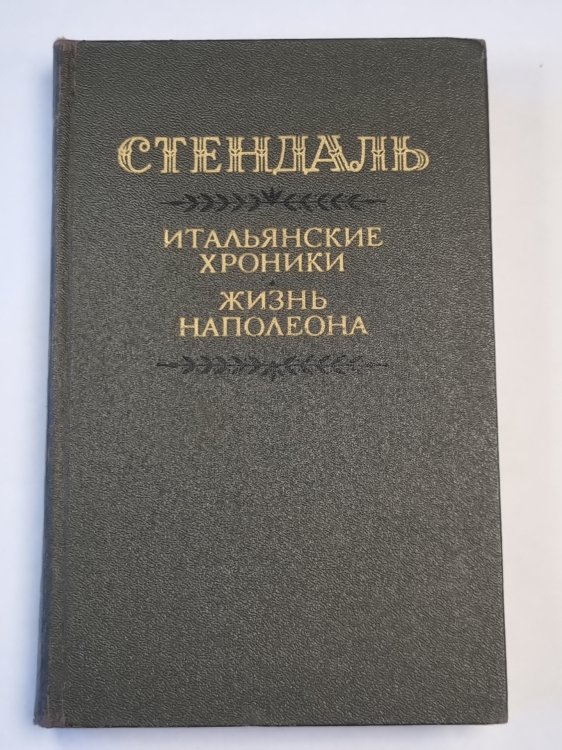 СТЕНДАЛЬ
ИТАЛЬЯНСКИЕ
ХРОНИКИ
ЖИЗНЬ
НАПОЛЕОНА